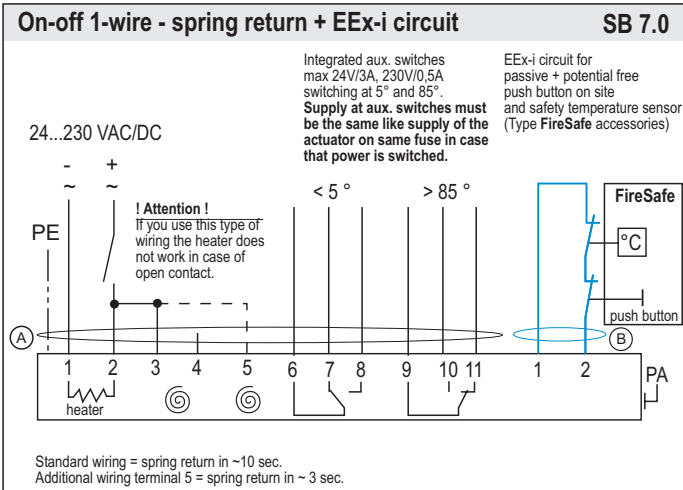 On-off 1-wire - spring return + EEx-i circuit
SB 7.0
Integrated aux. switches
max 24V/3A, 230V/0,5A
switching at 5° and 85°.
Supply at aux. switches must
be the same like supply of the
actuator on same fuse in case
that power is switched.
EEx-i circuit for
passive + potential free
push button on site
and safety temperature sensor
(Type FireSafe accessories)
24...230 VAC/DC
- +
~ ~
! Attention !
If you use this type of
wiring the heater does
not work in case of
open contact.
< 5 °
> 85 °
FireSafe
°C
push button
PE
A
B
1 2 3 4 5 6 7 8 9 10 11 1 2
PA
heater
Standard wiring = spring return in ~10 sec.
Additional wiring terminal 5 = spring return in ~ 3 sec.